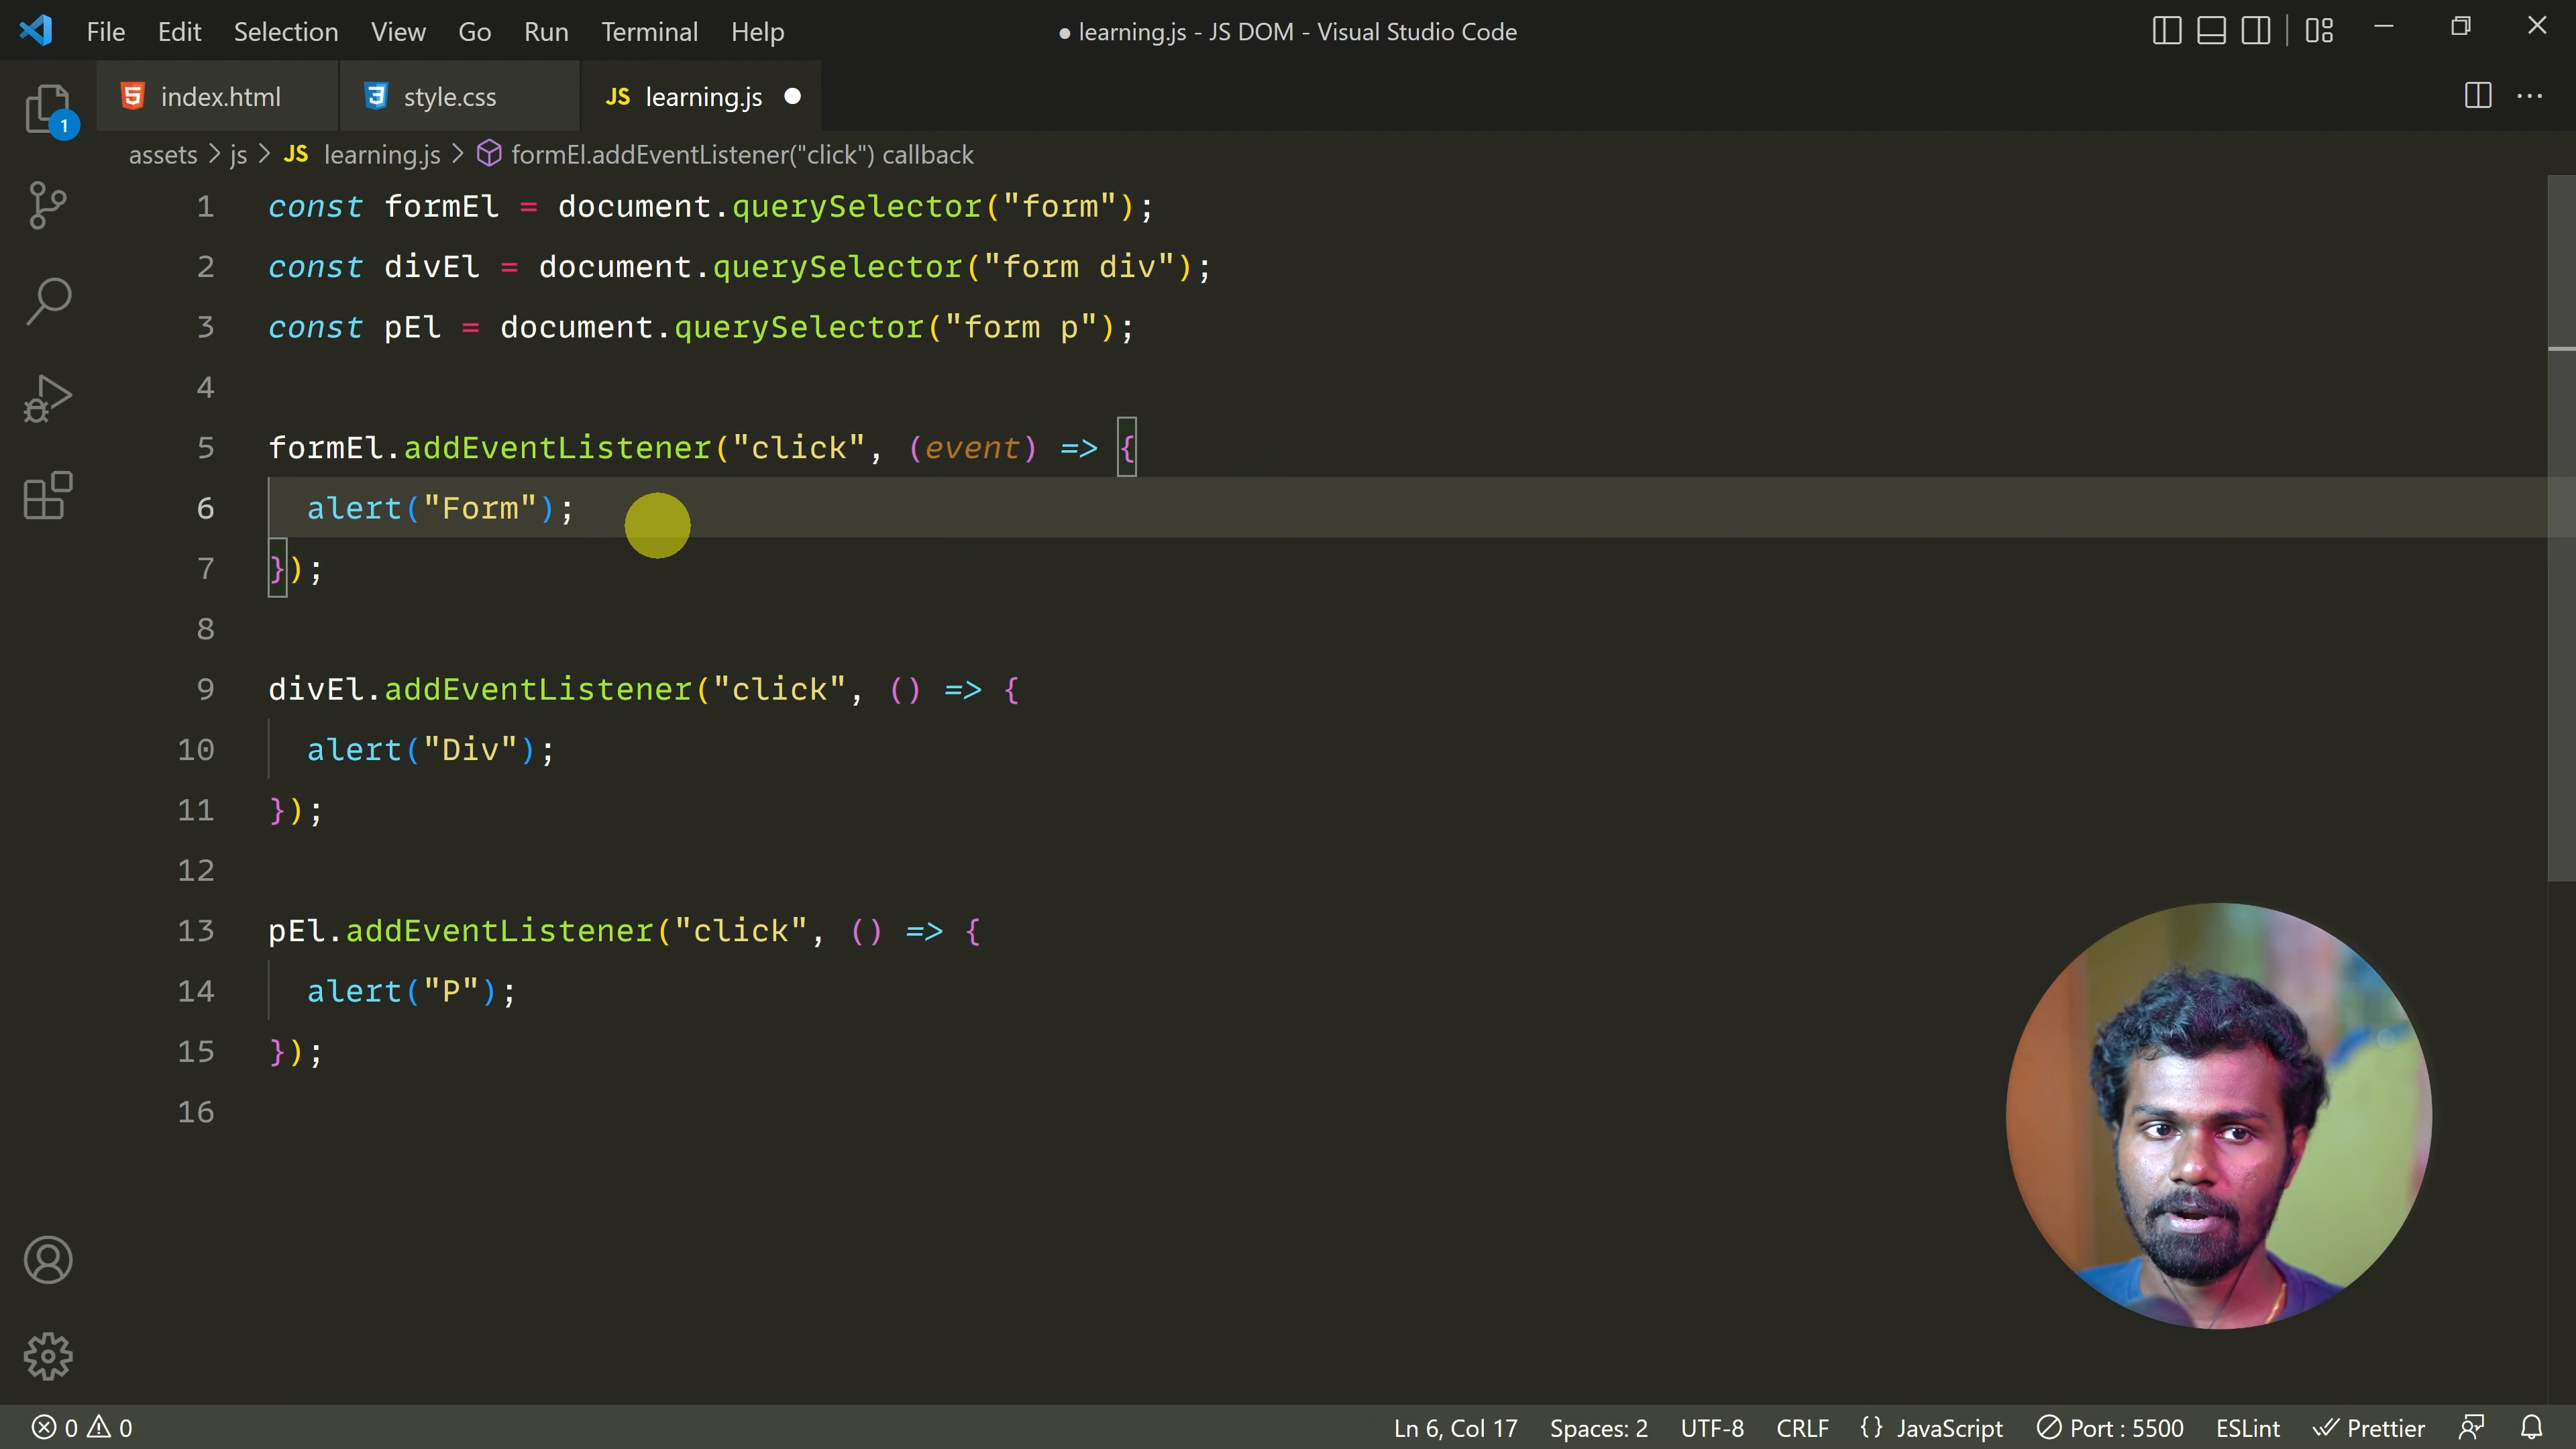 File Edit Selection View Go Run Terminal Help ● learning.js - JS DOM - Visual Studio Code
index.html style.css JS learning.js ●
1
assets > js > JS learning.js > formEl.addEventListener("click") callback
1 const formEl = document.querySelector("form");
2 const divEl = document.querySelector("form div");
3 const pEl = document.querySelector("form p");
4
5 formEl.addEventListener("click", (event) => {
6 alert("Form");
7 });
8
9 divEl.addEventListener("click", () => {
10 alert("Div");
11 });
12
13 pEl.addEventListener("click", () => {
14 alert("P");
15 });
16
0 0 Ln 6, Col 17 Spaces: 2 UTF-8 CRLF {} JavaScript Port : 5500 ESLint Prettier